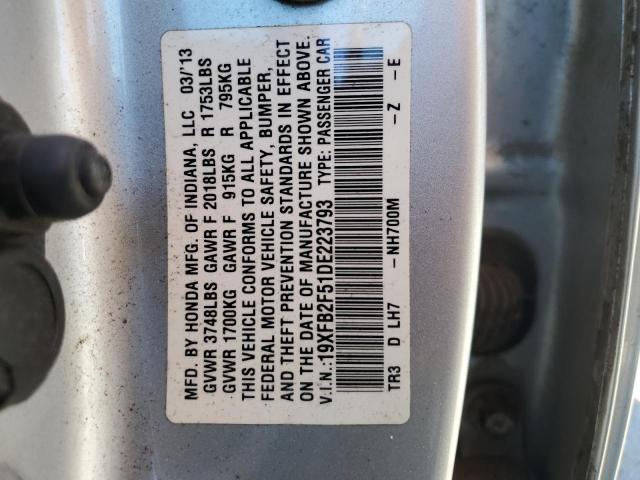 MFD. BY HONDA MFG. OF INDIANA, LLC 03/'13
GVWR 3748LBS GAWR F 2018LBS R 1753LBS
GVWR 1700KG GAWR F 915KG R 795KG
THIS VEHICLE CONFORMS TO ALL APPLICABLE
FEDERAL MOTOR VEHICLE SAFETY, BUMPER,
AND THEFT PREVENTION STANDARDS IN EFFECT
ON THE DATE OF MANUFACTURE SHOWN ABOVE.
V.I.N.:19XFB2F51DE223793 TYPE: PASSENGER CAR
TR3 D LH7 -NH700M -Z -E